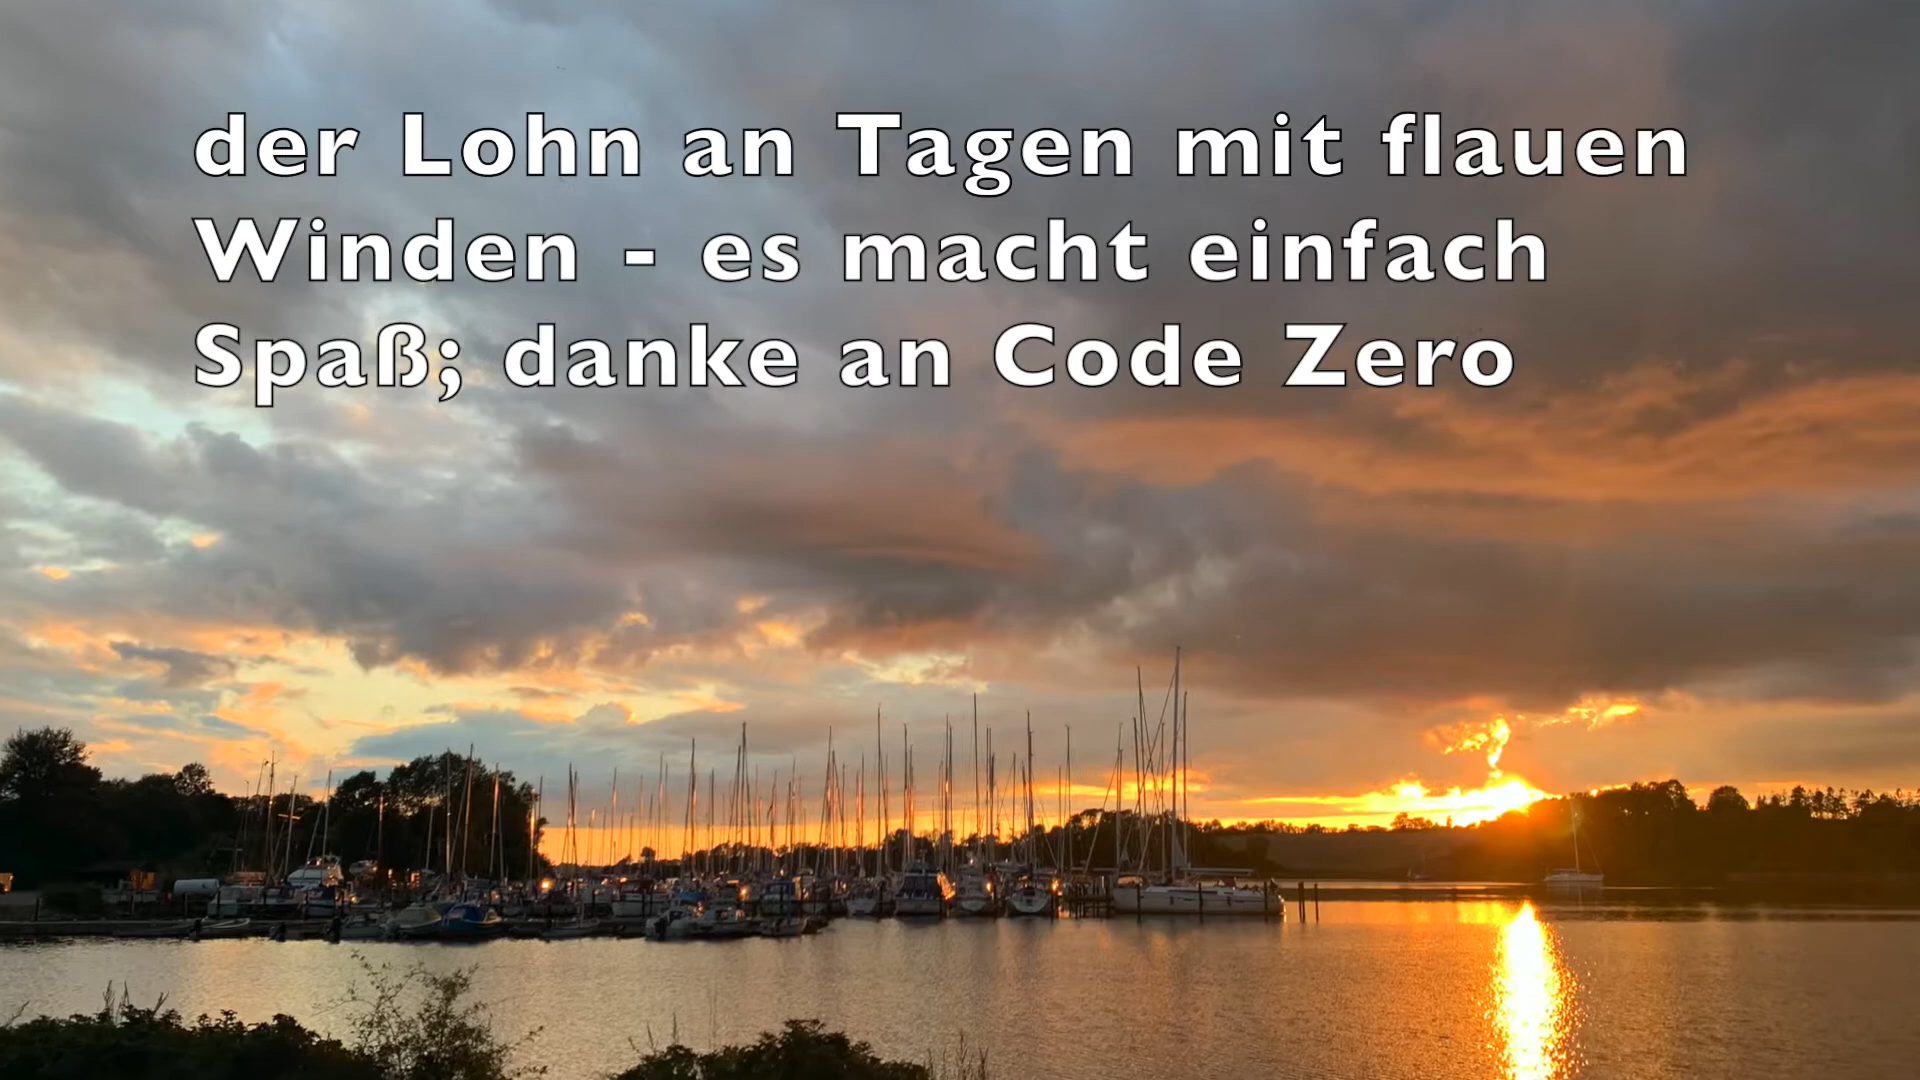 der Lohn an Tagen mit flauen
Winden - es macht einfach
Spaß; danke an Code Zero